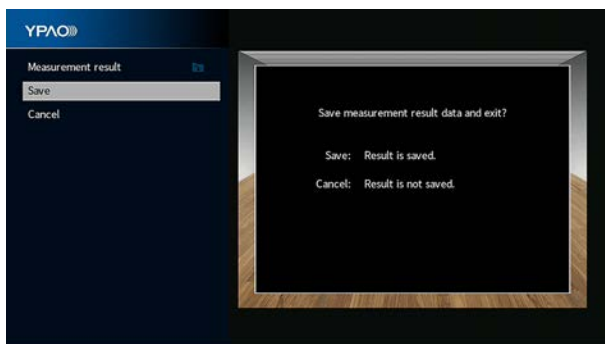 YPAO
Measurement result
Save
Cancel
Save measurement result data and exit?
Save: Result is saved.
Cancel: Result is not saved.